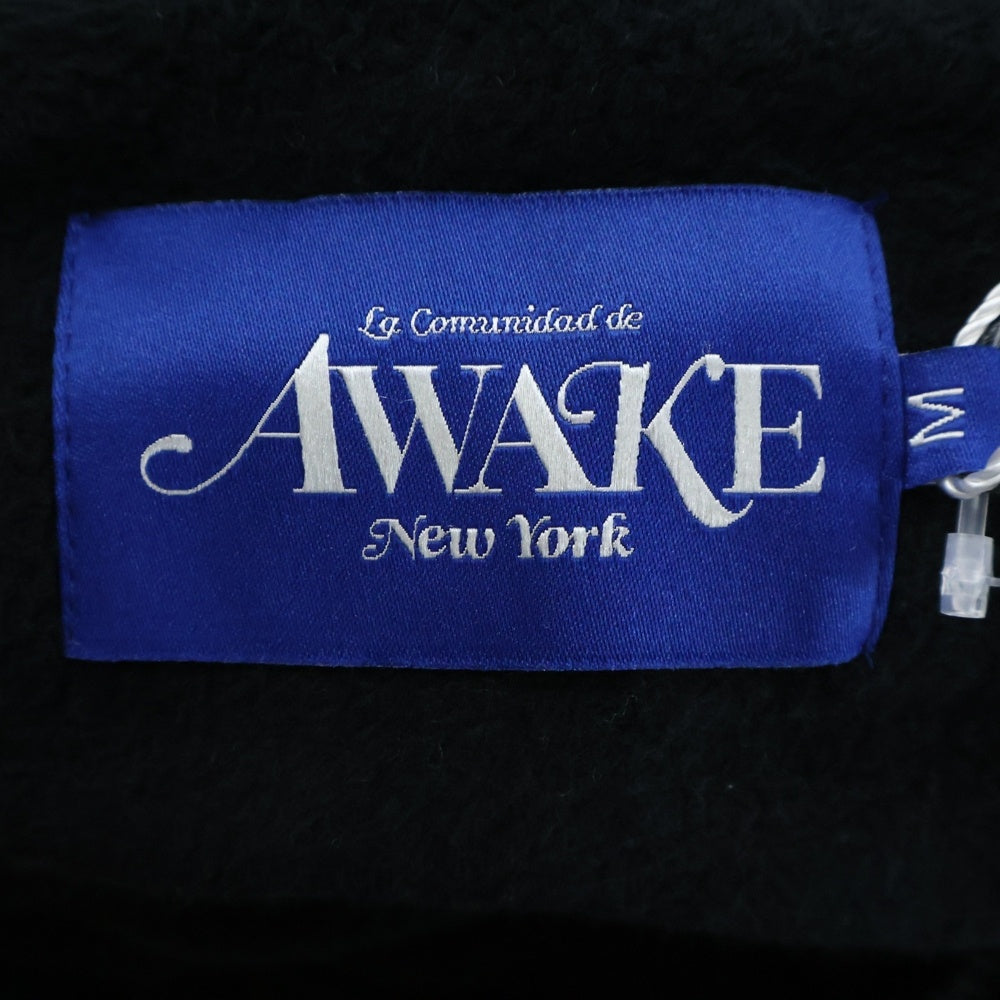 La Comunidad de
AWAKE
New York
M